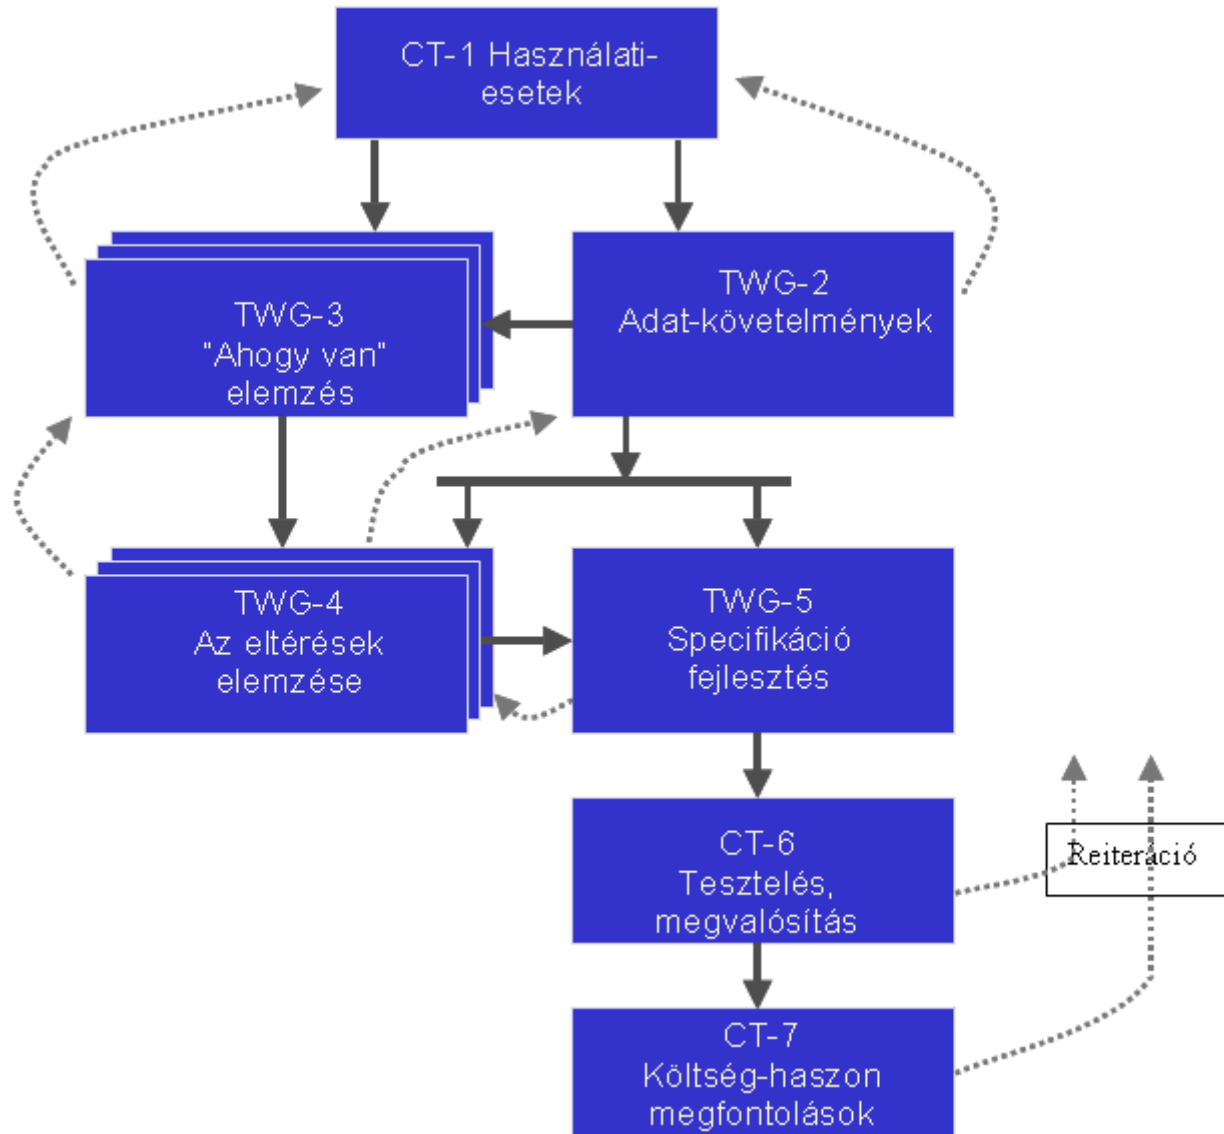 CT-1 Használati-
esetek
TWG-3
"Ahogy van"
elemzés
TWG-2
Adat-követelmények
TWG-4
Az eltérések
elemzése
TWG-5
Specifikáció
fejlesztés
CT-6
Tesztelés,
megvalósítás
Reiteráció
CT-7
Költség-haszon
megfontolások